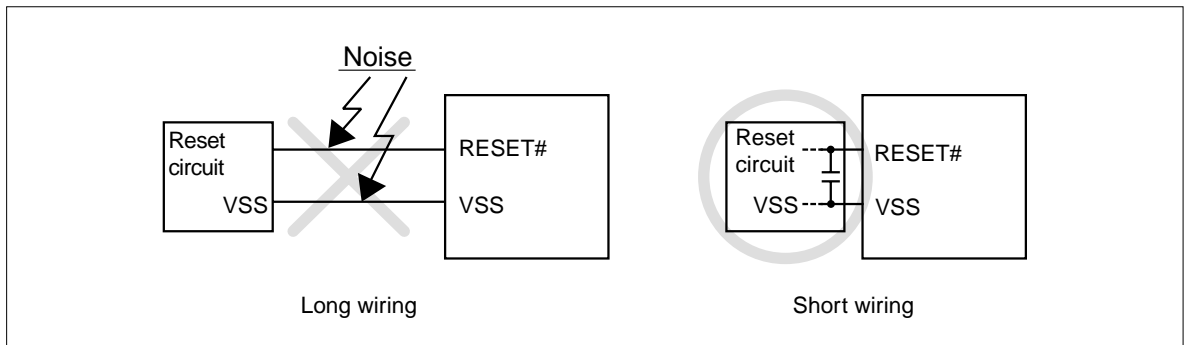 Noise
Reset
circuit
VSS
RESET#
VSS
Long wiring
Reset
circuit
VSS
RESET#
VSS
Short wiring